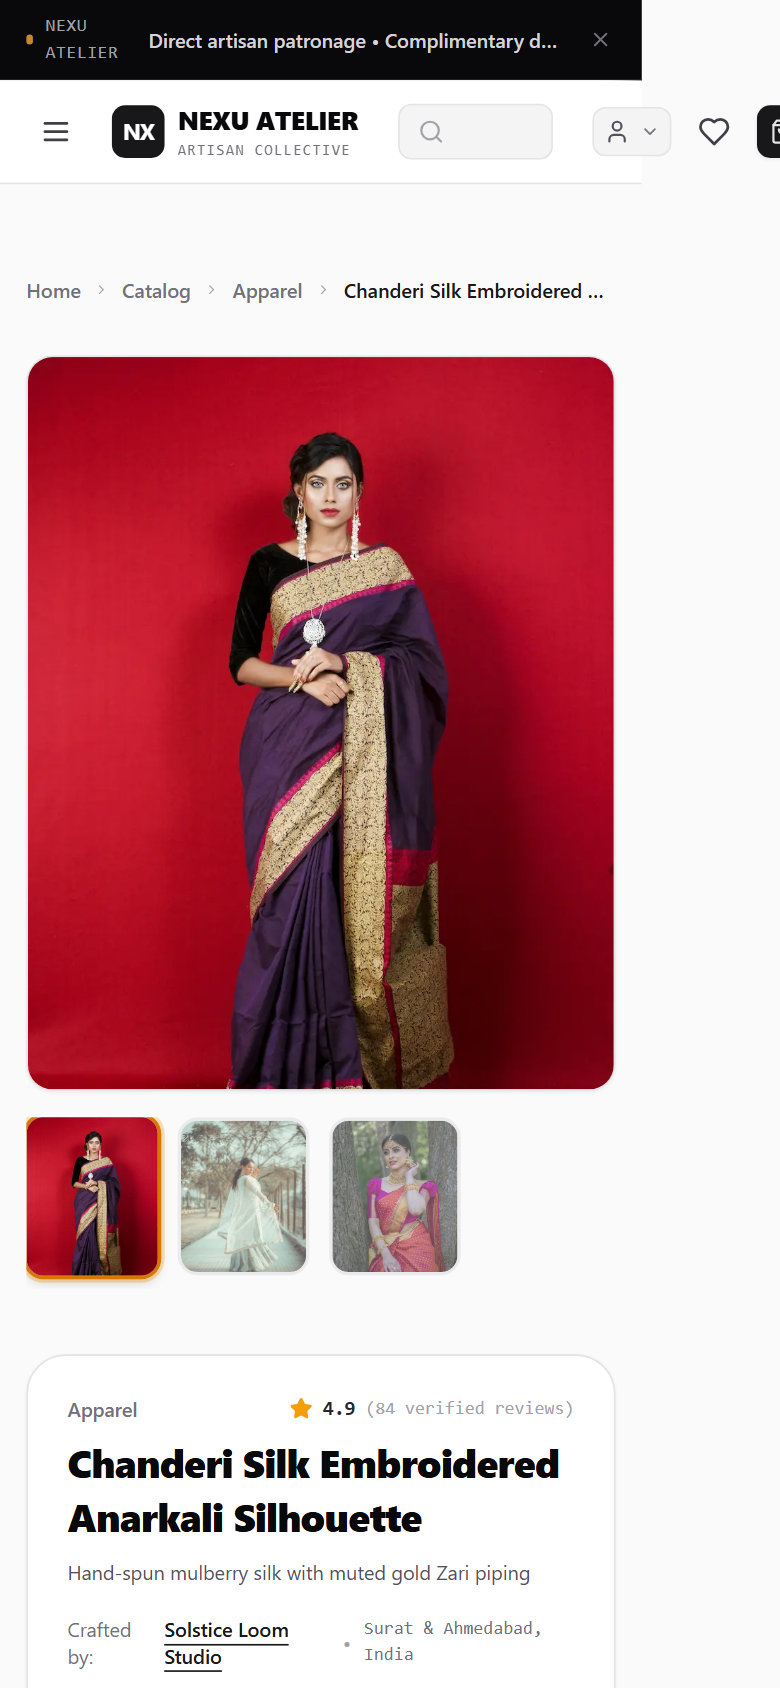 NEXU
ATELIER
Direct artisan patronage • Complimentary d...
NX
NEXU ATELIER
ARTISAN COLLECTIVE
Home > Catalog > Apparel > Chanderi Silk Embroidered ...
Apparel
4.9 (84 verified reviews)
Chanderi Silk Embroidered
Anarkali Silhouette
Hand-spun mulberry silk with muted gold Zari piping
Crafted by:
Solstice Loom Studio
• Surat & Ahmedabad, India